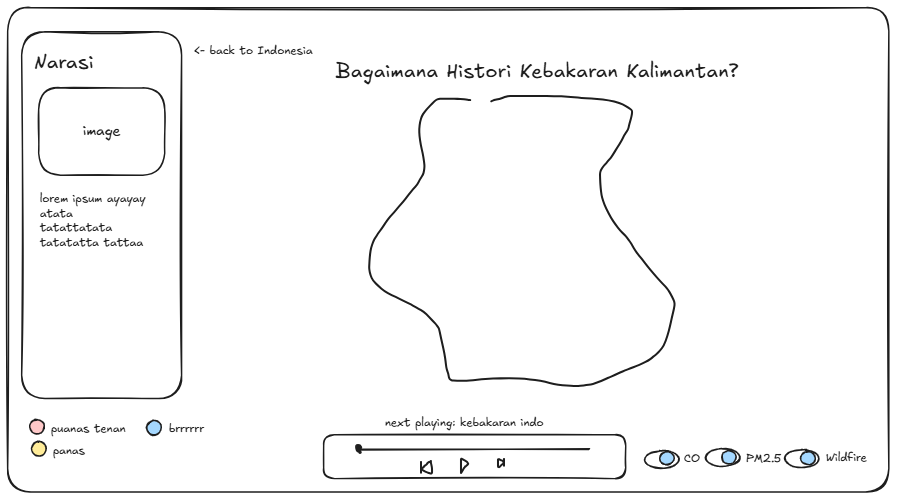 Narasi
image
lorem ipsum ayayay
atata
tatattatata
tatatatta tattaa
<- back to Indonesia
Bagaimana Histori Kebakaran Kalimantan?
puanas tenan
brrrrrr
panas
next playing: kebakaran indo
CO
PM2.5
Wildfire